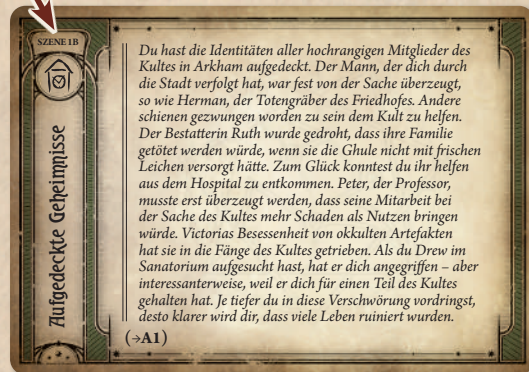 SZENE 1B
Aufgedeckte Geheimnisse
Du hast die Identitäten aller hochrangigen Mitglieder des
Kultes in Arkham aufgedeckt. Der Mann, der dich durch
die Stadt verfolgt hat, war fest von der Sache überzeugt,
so wie Herman, der Totengräber des Friedhofes. Andere
schienen gezwungen worden zu sein dem Kult zu helfen.
Der Bestatterin Ruth wurde gedroht, dass ihre Familie
getötet werden würde, wenn sie die Ghule nicht mit frischen
Leichen versorgt hätte. Zum Glück konntest du ihr helfen
aus dem Hospital zu entkommen. Peter, der Professor,
musste erst überzeugt werden, dass seine Mitarbeit bei
der Sache des Kultes mehr Schaden als Nutzen bringen
würde. Victorias Besessenheit von okkulten Artefakten
hat sie in die Fänge des Kultes getrieben. Als du Drew im
Sanatorium aufgesucht hast, hat er dich angegriffen – aber
interessanterweise, weil er dich für einen Teil des Kultes
gehalten hat. Je tiefer du in diese Verschwörung vordringst,
desto klarer wird dir, dass viele Leben ruiniert wurden.
(→A1)